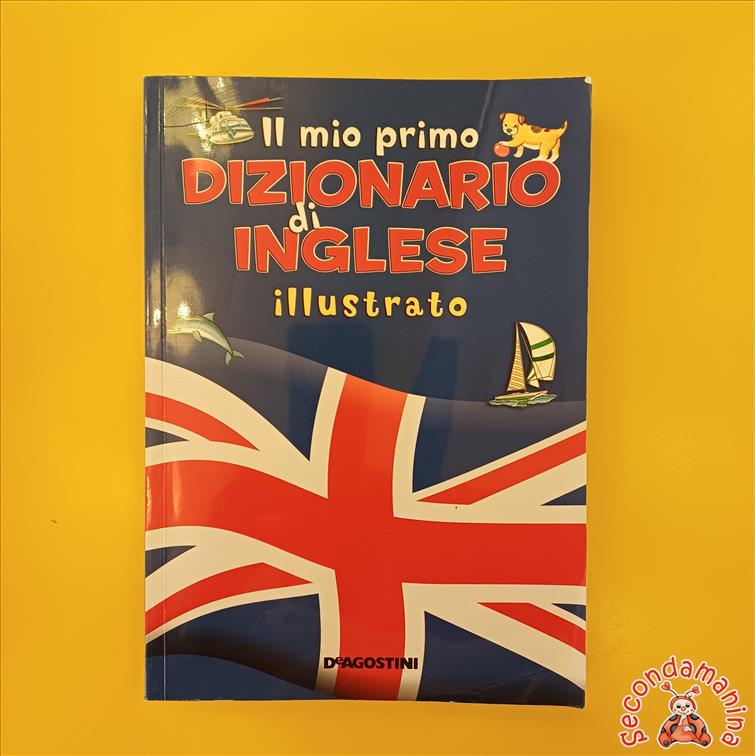 Il mio primo
DIZIONARIO
di
INGLESE
illustrato
DeAGOSTINI
Secondamanina